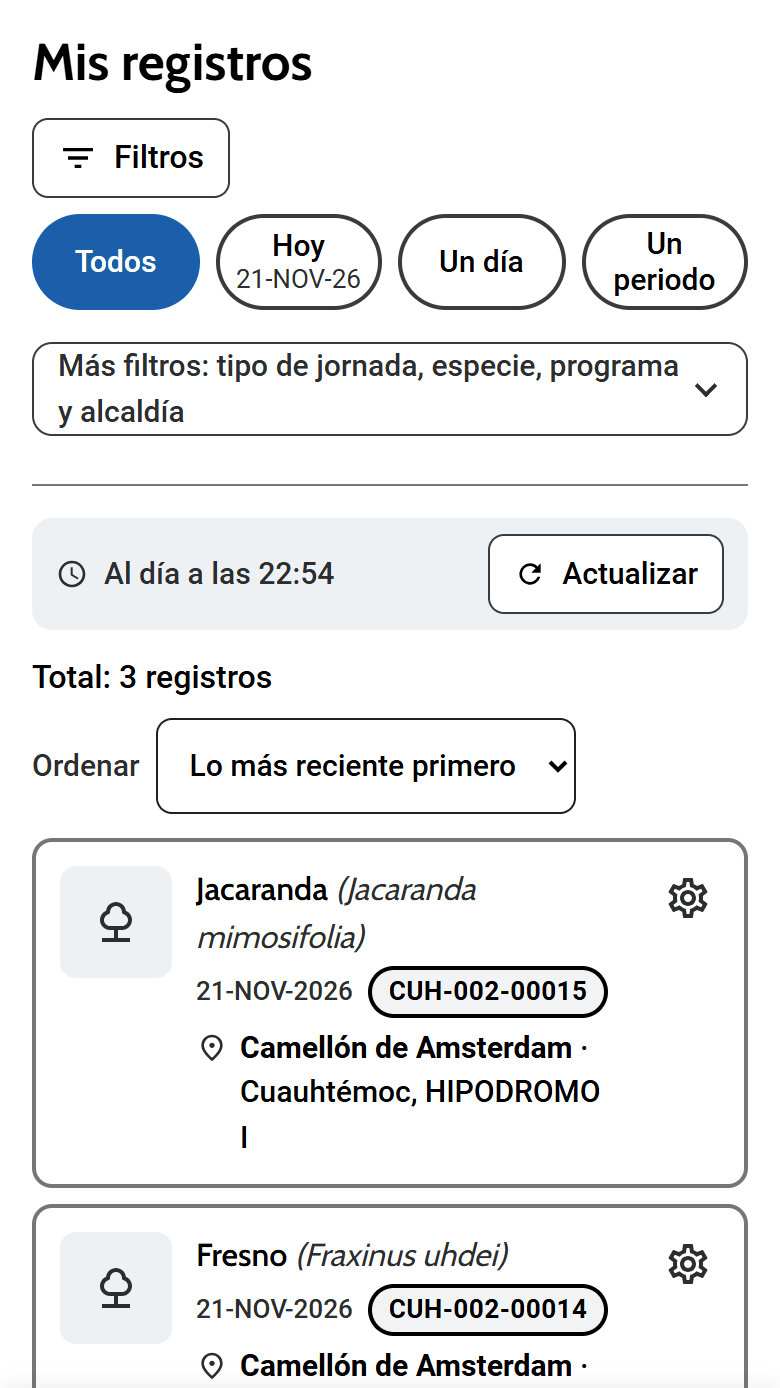 Mis registros
Filtros
Todos
Hoy
21-NOV-26
Un día
Un
periodo
Más filtros: tipo de jornada, especie, programa
y alcaldía
Al día a las 22:54
Actualizar
Total: 3 registros
Ordenar
Lo más reciente primero
Jacaranda (Jacaranda
mimosifolia)
21-NOV-2026 CUH-002-00015
Camellón de Amsterdam ·
Cuauhtémoc, HIPODROMO
I
Fresno (Fraxinus uhdei)
21-NOV-2026 CUH-002-00014
Camellón de Amsterdam ·